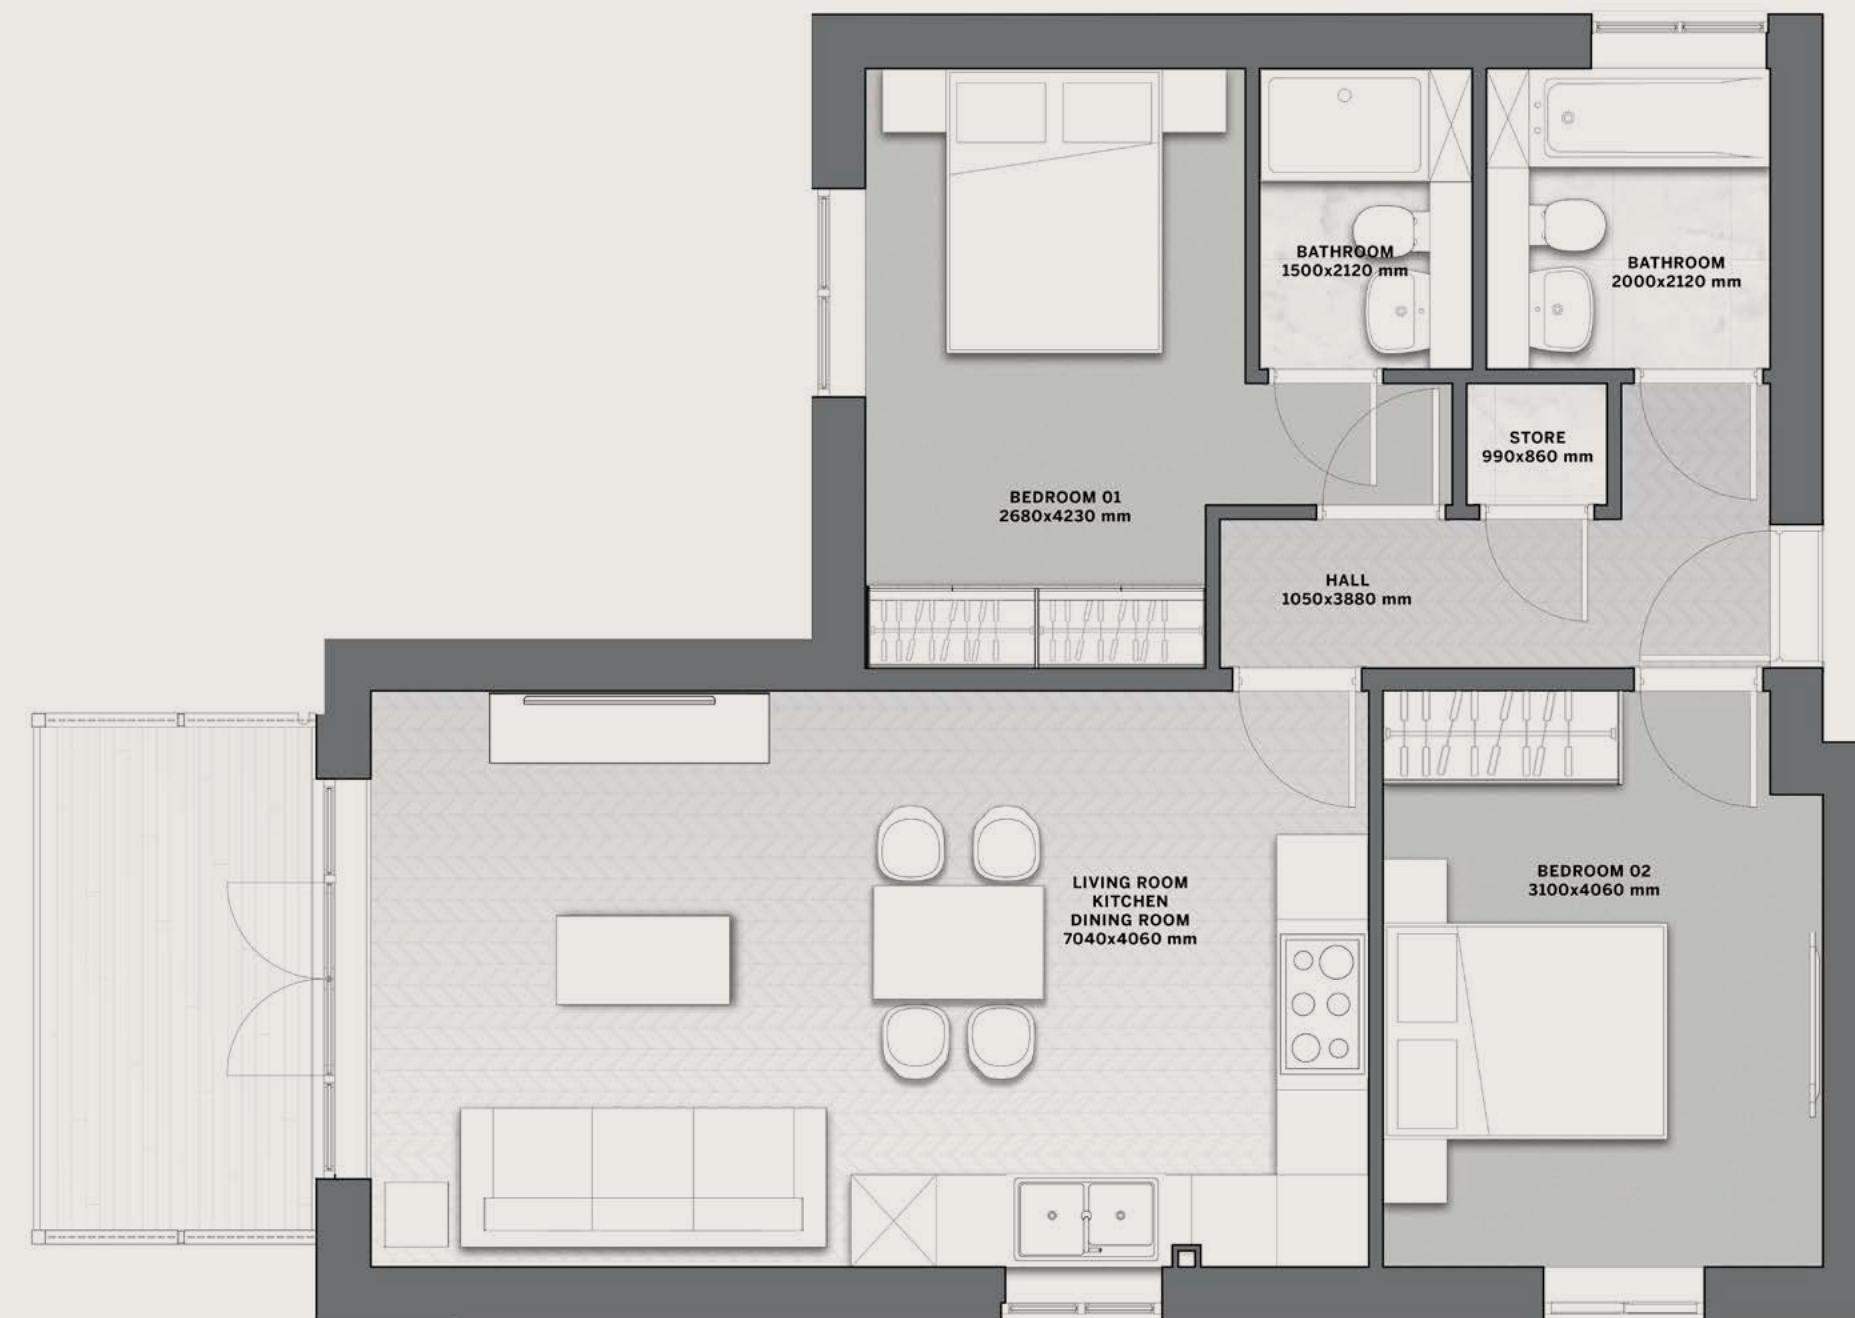 BATHROOM
1500x2120 mm
BATHROOM
2000x2120 mm
STORE
990x860 mm
BEDROOM 01
2680x4230 mm
HALL
1050x3880 mm
LIVING ROOM
KITCHEN
DINING ROOM
7040x4060 mm
BEDROOM 02
3100x4060 mm